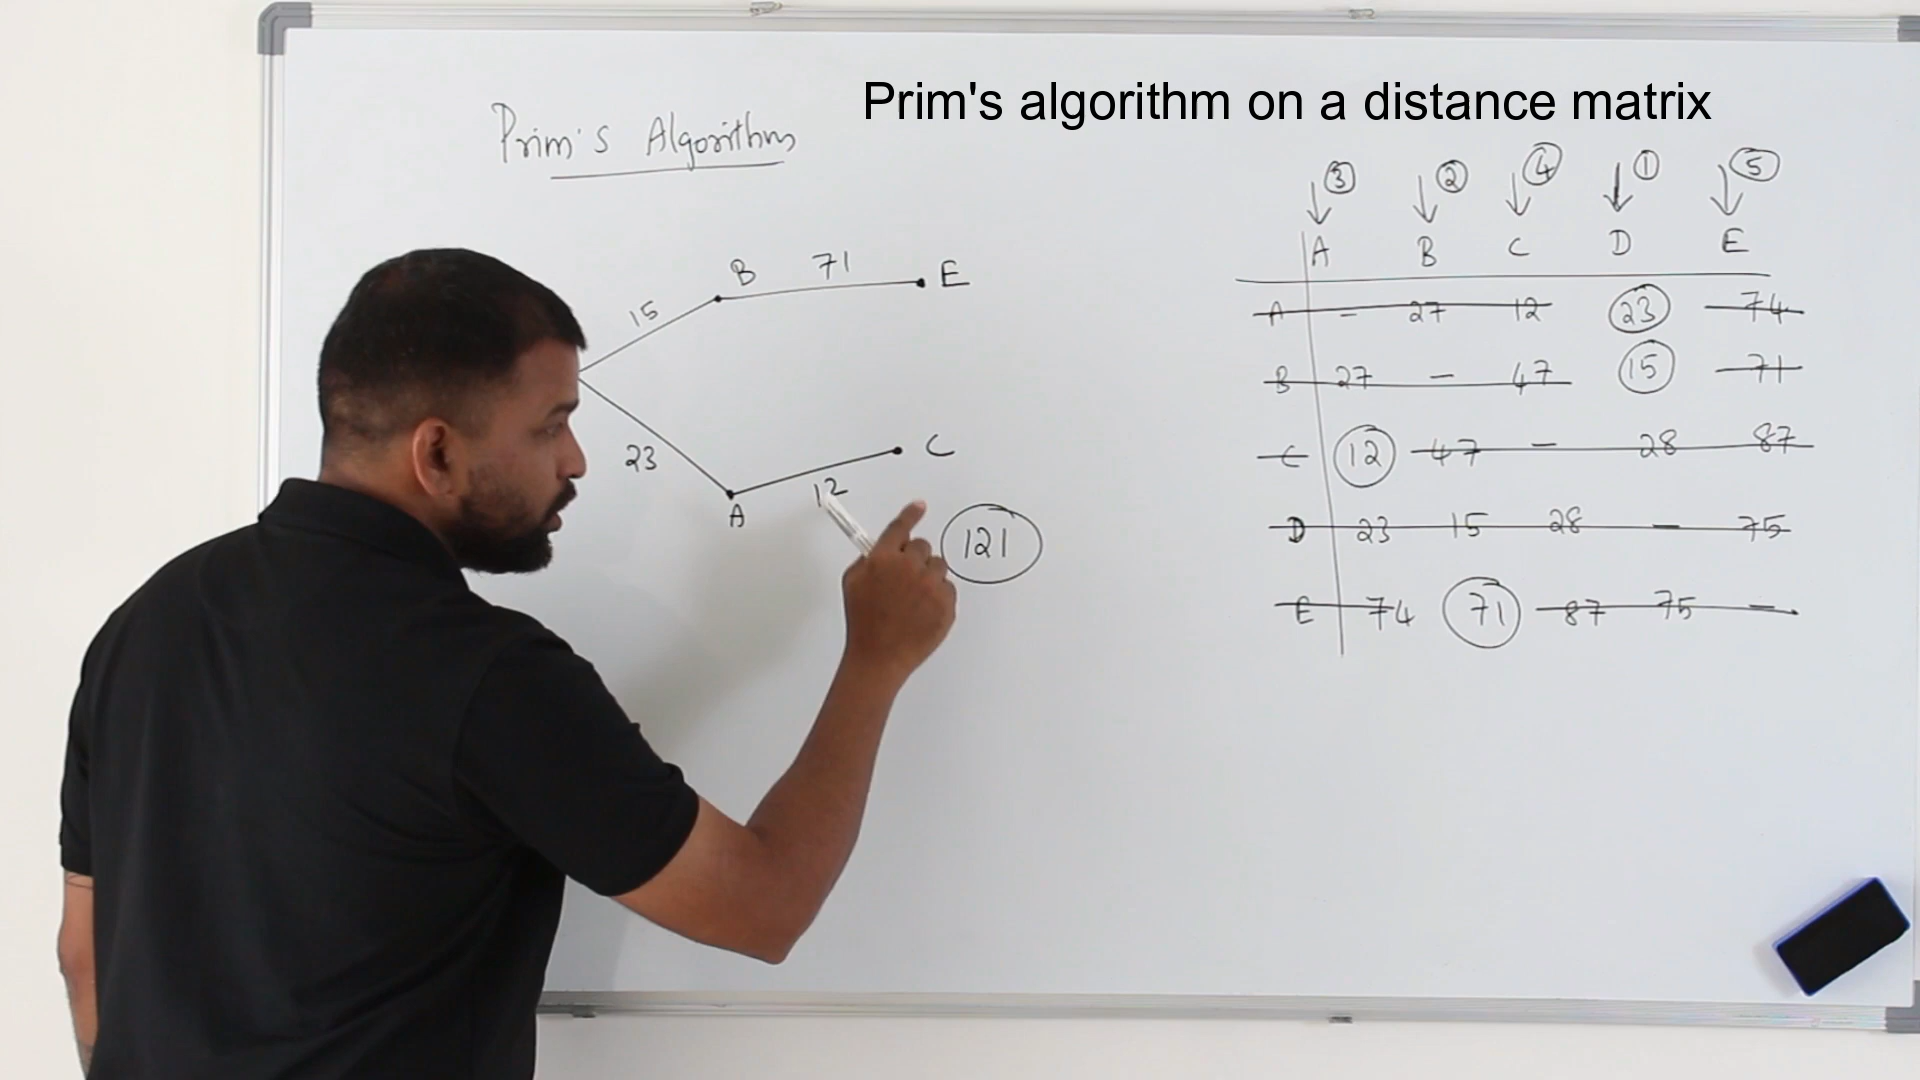 Prim's algorithm on a distance matrix
Prim's Algorithm
③ ② ④ ① ⑤
A B C D E
A - 27 12 23 74
B 27 - 47 15 71
C 12 47 - 28 87
D 23 15 28 - 75
E 74 71 87 75 -
B 71 E
15
23
C
12
A
121